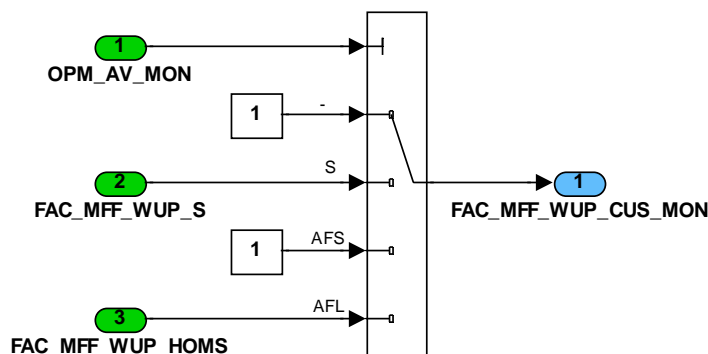 1
OPM_AV_MON
1
-
2
S
1
FAC_MFF_WUP_S
FAC_MFF_WUP_CUS_MON
1
AFS
3
AFL
FAC_MFF_WUP_HOMS